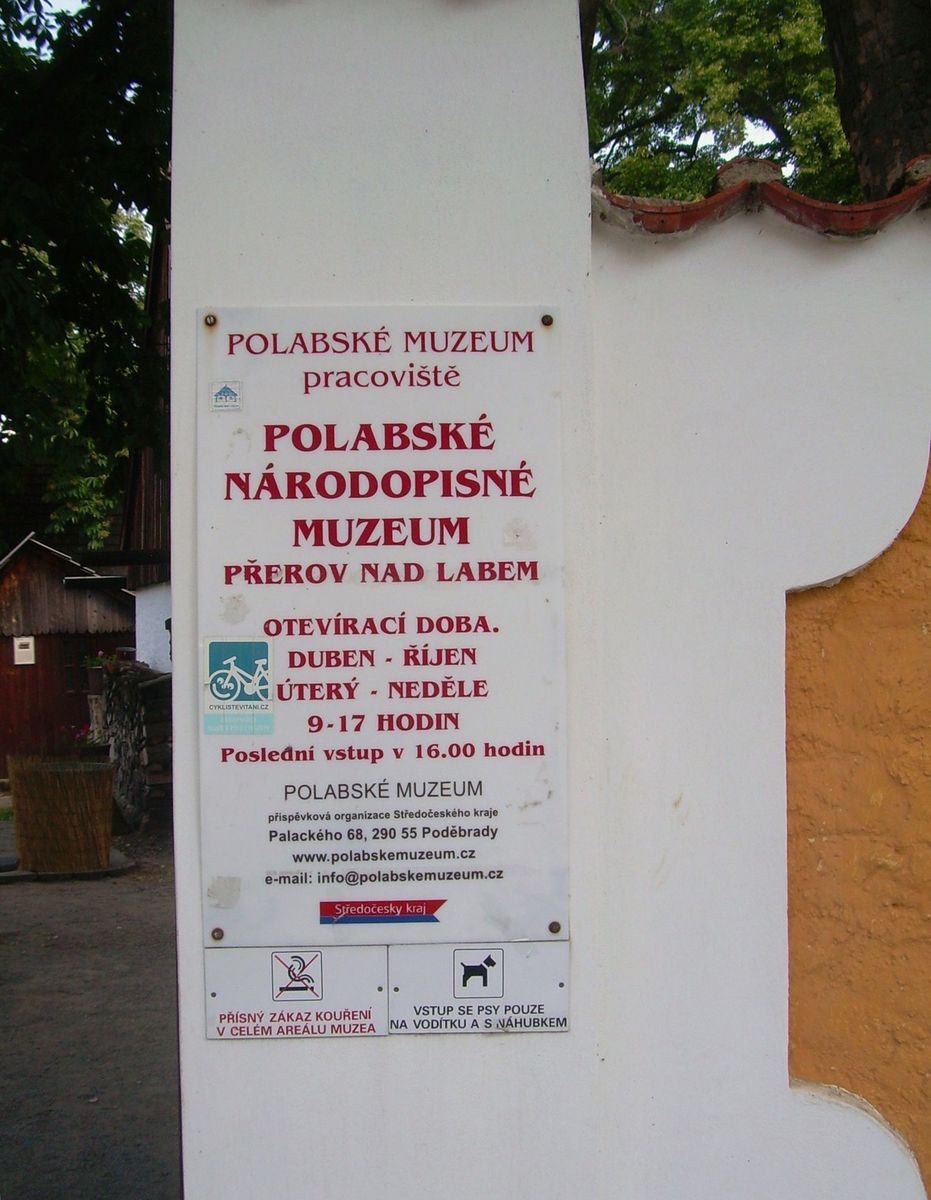 POLABSKÉ MUZEUM
pracoviště
POLABSKÉ
NÁRODOPISNÉ
MUZEUM
PŘEROV NAD LABEM
OTEVÍRACÍ DOBA.
DUBEN - ŘÍJEN
ÚTERÝ - NEDĚLE
9-17 HODIN
Poslední vstup v 16.00 hodin
CYKLISTEVITANI.CZ
POLABSKÉ MUZEUM
příspěvková organizace Středočeského kraje
Palackého 68, 290 55 Poděbrady
www.polabskemuzeum.cz
e-mail: info@polabskemuzeum.cz
Středočeský kraj
PŘÍSNÝ ZÁKAZ KOUŘENÍ
V CELÉM AREÁLU MUZEA
VSTUP SE PSY POUZE
NA VODÍTKU A S NÁHUBKEM